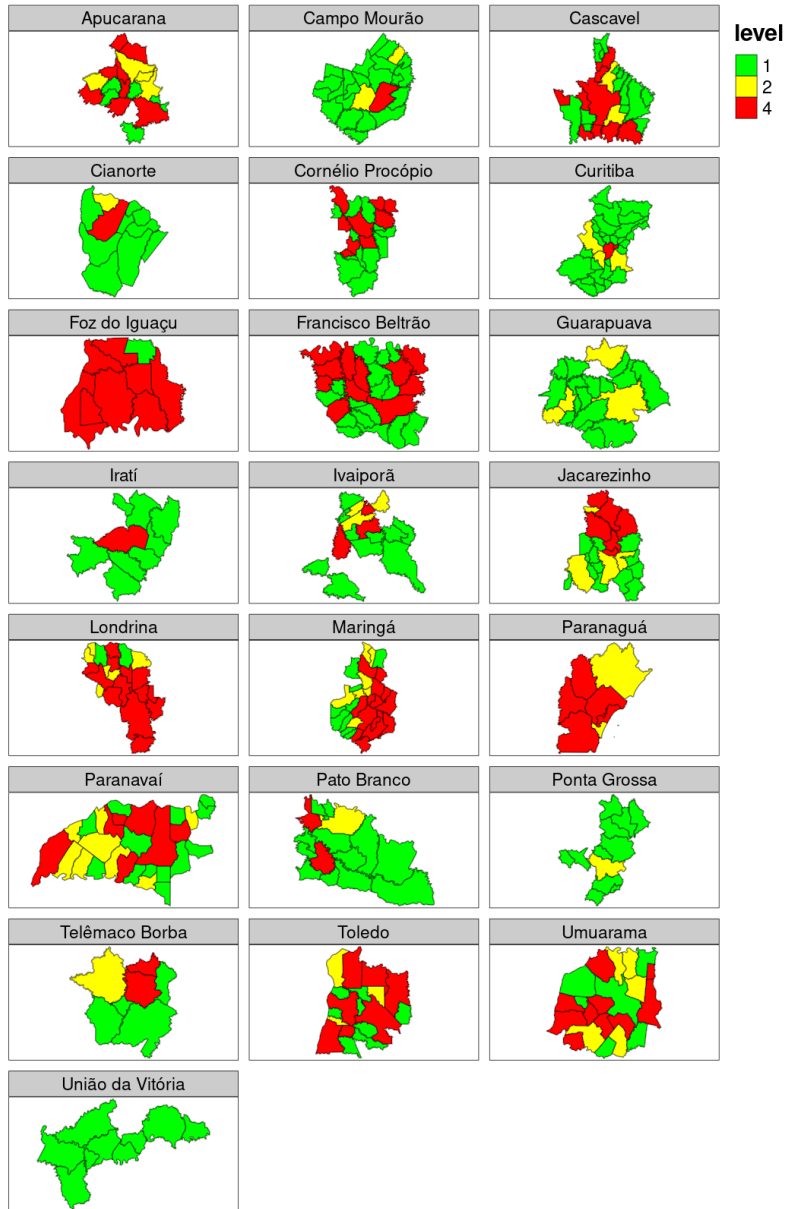 Apucarana
Campo Mourão
Cascavel
level
1
2
4
Cianorte
Cornélio Procópio
Curitiba
Foz do Iguaçu
Francisco Beltrão
Guarapuava
Iratí
Ivaiporã
Jacarezinho
Londrina
Maringá
Paranaguá
Paranavaí
Pato Branco
Ponta Grossa
Telêmaco Borba
Toledo
Umuarama
União da Vitória